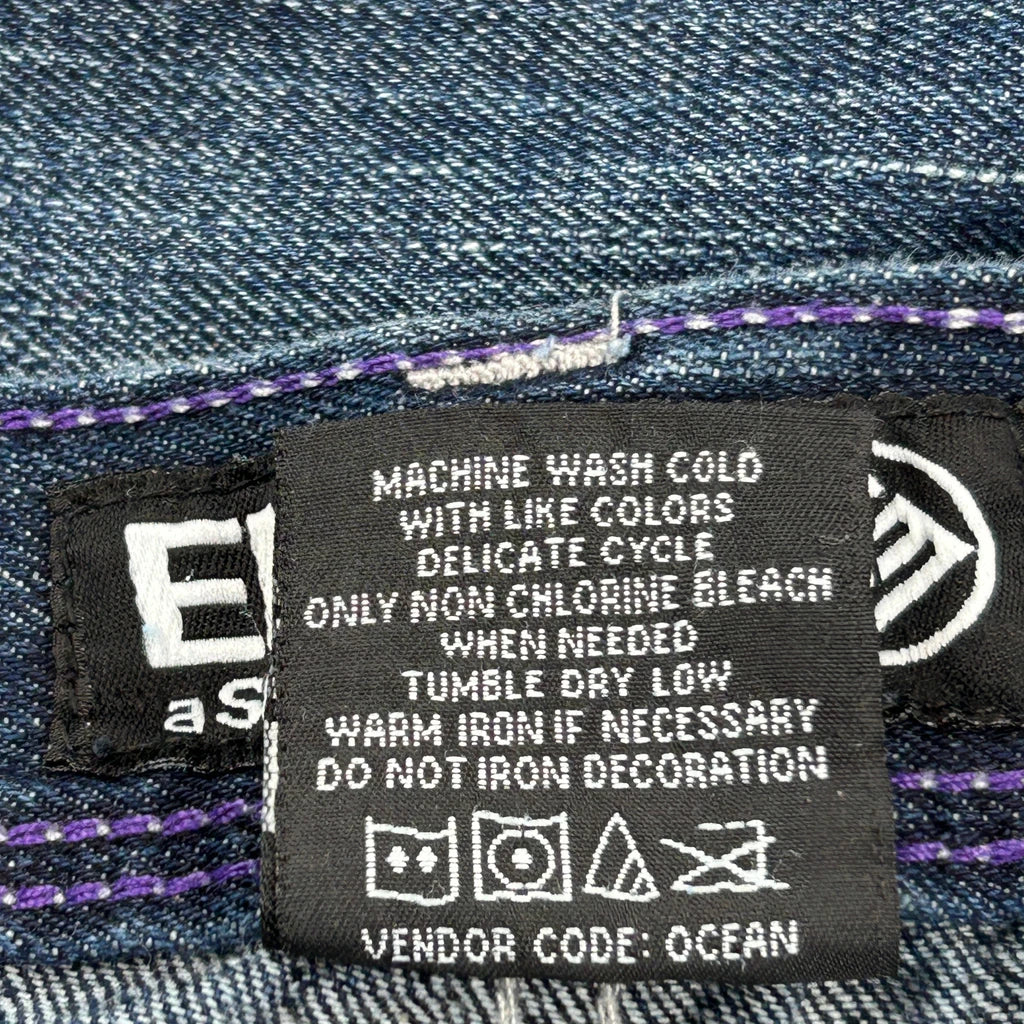 MACHINE WASH COLD
WITH LIKE COLORS
DELICATE CYCLE
ONLY NON CHLORINE BLEACH
WHEN NEEDED
TUMBLE DRY LOW
WARM IRON IF NECESSARY
DO NOT IRON DECORATION
VENDOR CODE: OCEAN